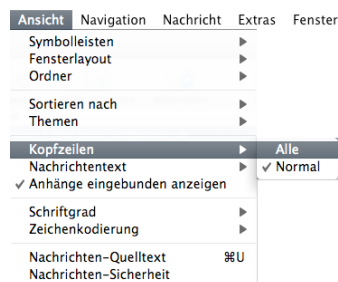 Ansicht Navigation Nachricht Extras Fenster
Symbolleisten
Fensterlayout
Ordner
Sortieren nach
Themen
Kopfzeilen
Alle
Nachrichtentext
Normal
Anhänge eingebunden anzeigen
Schriftgrad
Zeichenkodierung
Nachrichten-Quelltext ⌘U
Nachrichten-Sicherheit